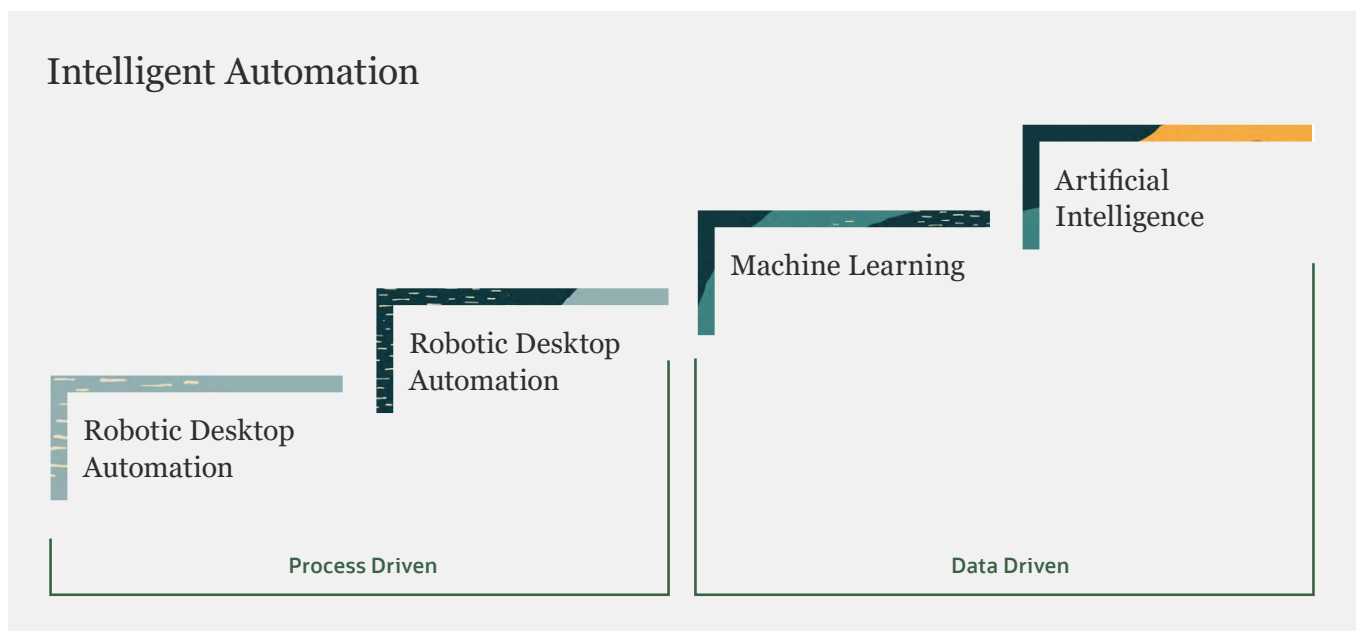 Intelligent Automation
Robotic Desktop
Automation
Robotic Desktop
Automation
Machine Learning
Artificial
Intelligence
Process Driven
Data Driven